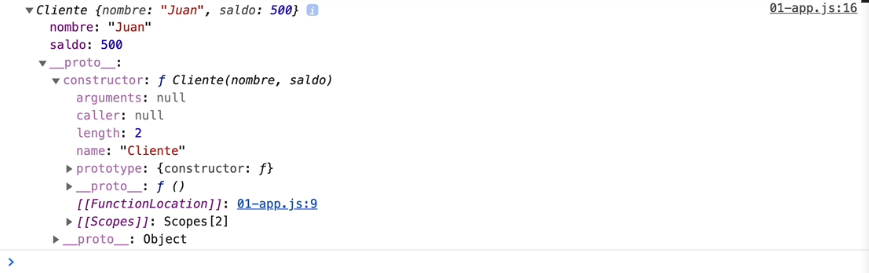 ▼Cliente {nombre: "Juan", saldo: 500} i 01-app.js:16
nombre: "Juan"
saldo: 500
▼__proto__:
▼constructor: ƒ Cliente(nombre, saldo)
arguments: null
caller: null
length: 2
name: "Cliente"
▶prototype: {constructor: ƒ}
▶__proto__: ƒ ()
[[FunctionLocation]]: 01-app.js:9
▶[[Scopes]]: Scopes[2]
▶__proto__: Object
>